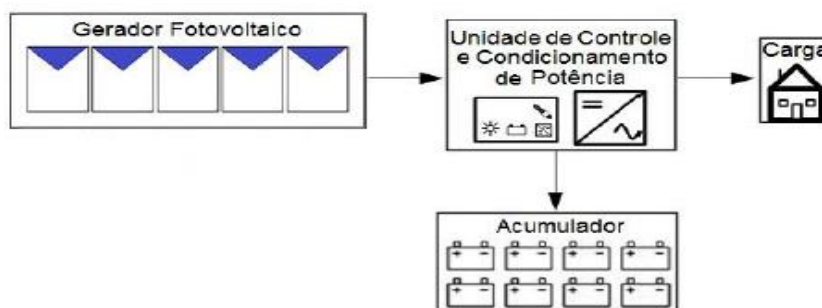 Gerador Fotovoltaico
Unidade de Controle
e Condicionamento
de Potência
Carga
Acumulador